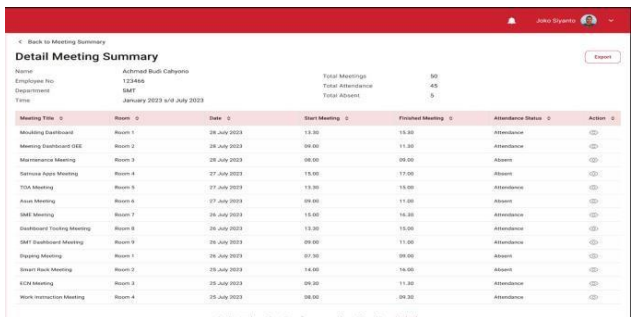 Joko Siyanto
< Back to Meeting Summary
Detail Meeting Summary
Export
Name Achmad Budi Cahyono
Employee No 123466
Department SMT
Time January 2023 s/d July 2023
Total Meetings 50
Total Attendance 45
Total Absent 5
Meeting Title Room Date Start Meeting Finished Meeting Attendance Status Action
Moulding Dashboard Room 1 28 July 2023 13.30 15.30 Attendance
Meeting Dashboard OEE Room 2 28 July 2023 09.00 11.30 Attendance
Maintenance Meeting Room 3 28 July 2023 08.00 09.00 Absent
Apps Meeting Room 4 27 July 2023 15.00 17.00 Absent
TOA Meeting Room 5 27 July 2023 13.30 15.00 Attendance
Asus Meeting Room 6 27 July 2023 09.00 11.00 Absent
SME Meeting Room 7 26 July 2023 15.00 16.30 Attendance
Dashboard Tooling Meeting Room 8 26 July 2023 13.30 15.00 Attendance
SMT Dashboard Meeting Room 9 26 July 2023 09.00 11.00 Attendance
Dipping Meeting Room 1 26 July 2023 07.30 09.00 Absent
Smart Rack Meeting Room 2 25 July 2023 14.00 16.00 Absent
ECN Meeting Room 3 25 July 2023 09.30 11.30 Attendance
Work Instruction Meeting Room 4 25 July 2023 08.00 09.30 Attendance